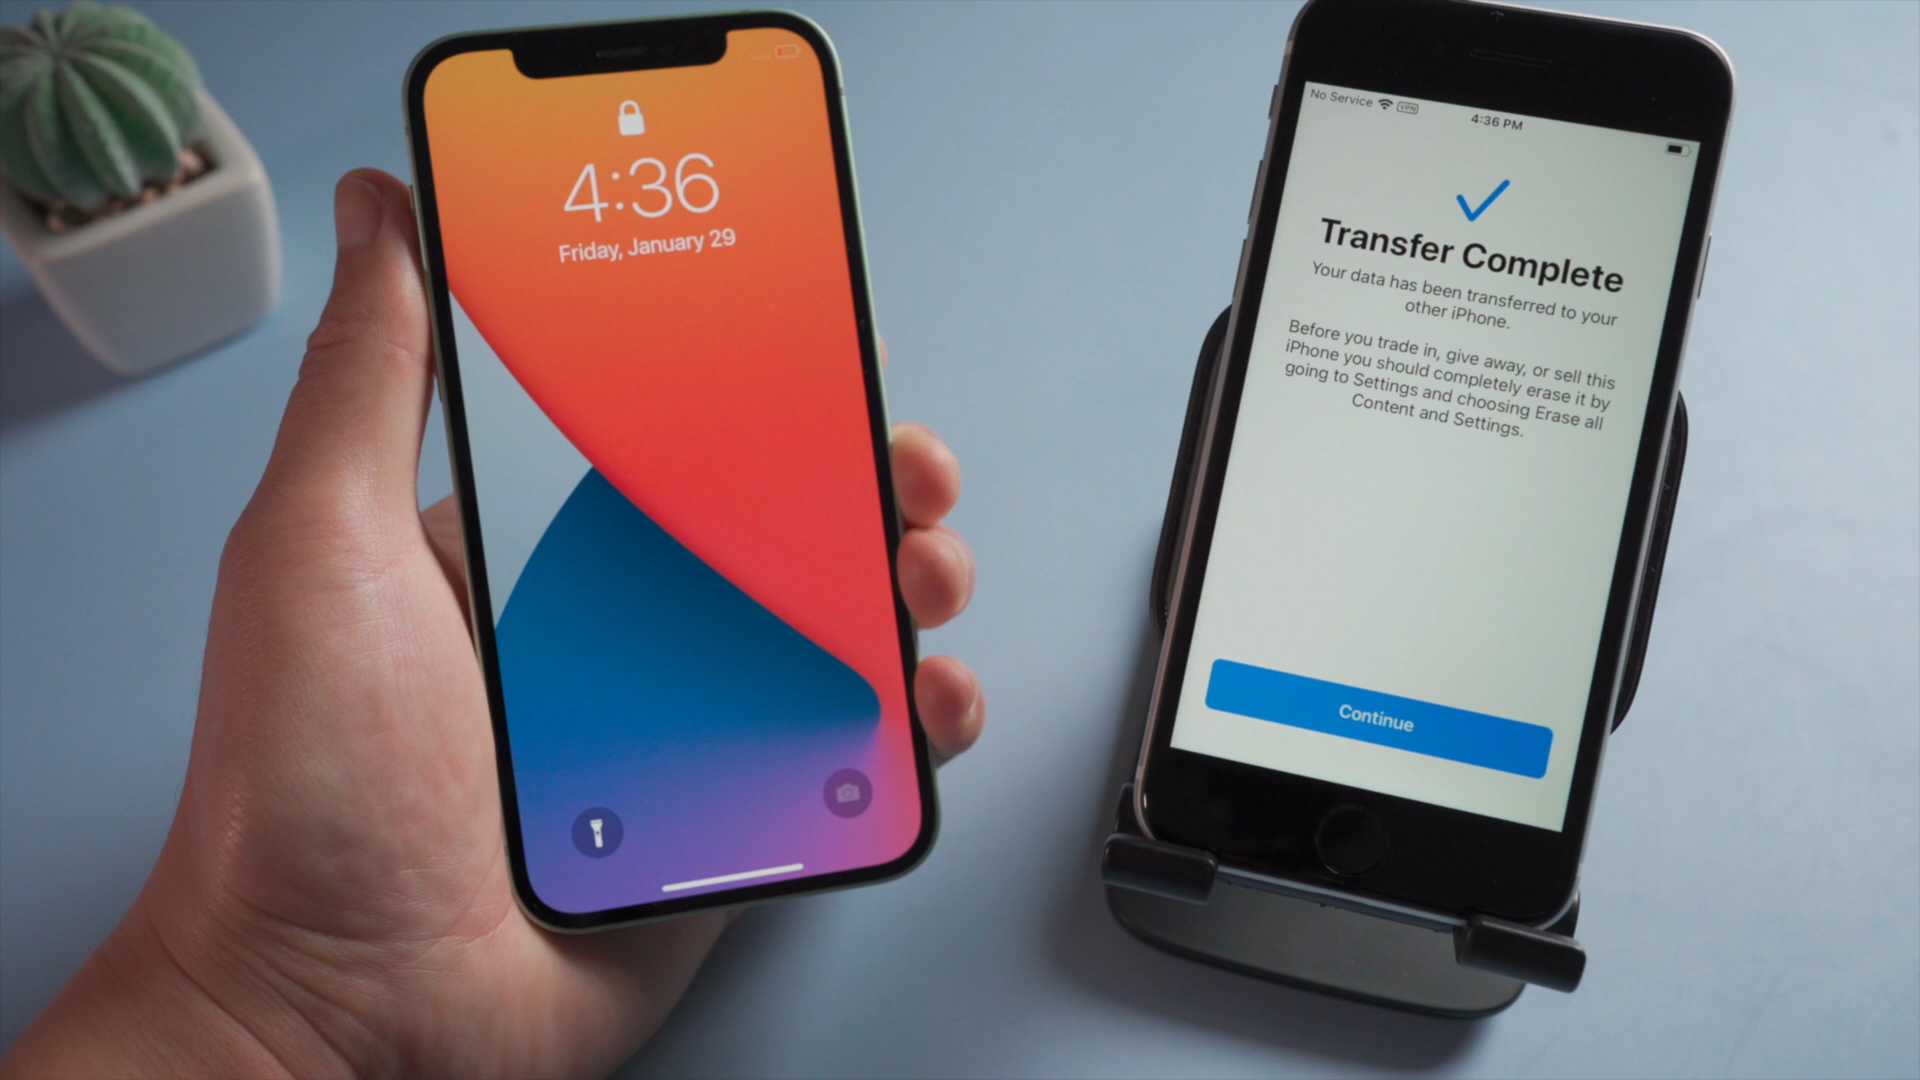 4:36
Friday, January 29
No Service VPN
4:36 PM
Transfer Complete
Your data has been transferred to your
other iPhone.
Before you trade in, give away, or sell this
iPhone you should completely erase it by
going to Settings and choosing Erase all
Content and Settings.
Continue